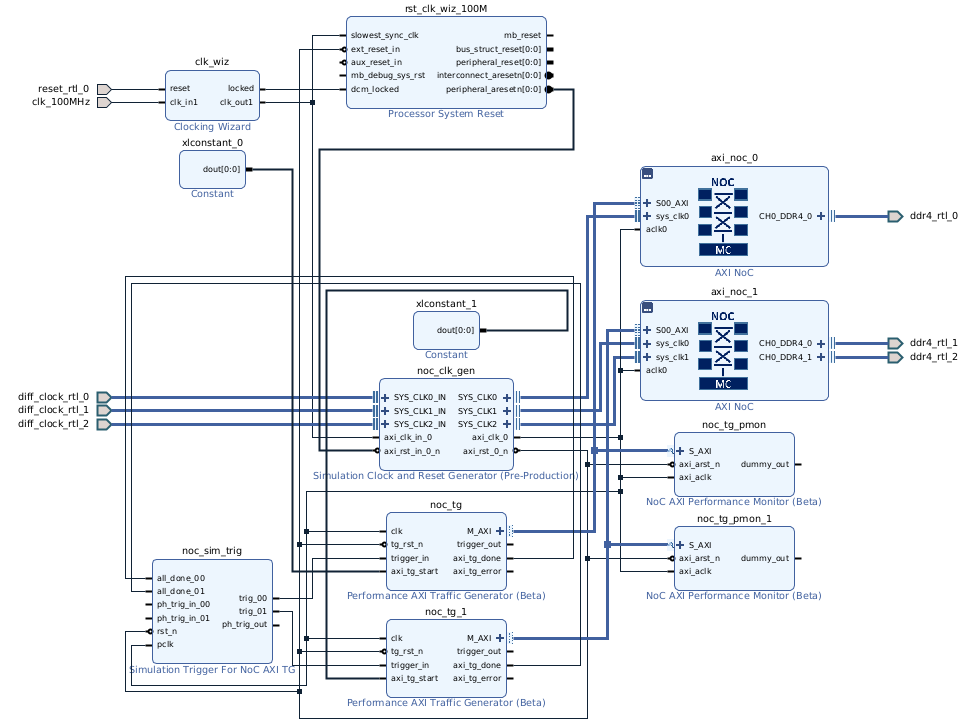 rst_clk_wiz_100M
slowest_sync_clk mb_reset
ext_reset_in bus_struct_reset[0:0]
aux_reset_in peripheral_reset[0:0]
mb_debug_sys_rst interconnect_aresetn[0:0]
dcm_locked peripheral_aresetn[0:0]
Processor System Reset
clk_wiz
reset_rtl_0 reset locked
clk_100MHz clk_in1 clk_out1
Clocking Wizard
xlconstant_0
dout[0:0]
Constant
axi_noc_0
NOC
S00_AXI
sys_clk0 CH0_DDR4_0 ddr4_rtl_0
aclk0
MC
AXI NoC
axi_noc_1
NOC
S00_AXI
sys_clk0 CH0_DDR4_0 ddr4_rtl_1
sys_clk1 CH0_DDR4_1 ddr4_rtl_2
aclk0
MC
AXI NoC
xlconstant_1
dout[0:0]
Constant
noc_clk_gen
diff_clock_rtl_0 SYS_CLK0_IN SYS_CLK0
diff_clock_rtl_1 SYS_CLK1_IN SYS_CLK1
diff_clock_rtl_2 SYS_CLK2_IN SYS_CLK2
axi_clk_in_0 axi_clk_0
axi_rst_in_0_n axi_rst_0_n
Simulation Clock and Reset Generator (Pre-Production)
noc_tg_pmon
S_AXI
axi_arst_n dummy_out
axi_aclk
NoC AXI Performance Monitor (Beta)
noc_tg
clk M_AXI
tg_rst_n trigger_out
trigger_in axi_tg_done
axi_tg_start axi_tg_error
Performance AXI Traffic Generator (Beta)
noc_tg_pmon_1
S_AXI
axi_arst_n dummy_out
axi_aclk
NoC AXI Performance Monitor (Beta)
noc_sim_trig
all_done_00
all_done_01
ph_trig_in_00 trig_00
ph_trig_in_01 trig_01
rst_n ph_trig_out
pclk
Simulation Trigger For NoC AXI TG
noc_tg_1
clk M_AXI
tg_rst_n trigger_out
trigger_in axi_tg_done
axi_tg_start axi_tg_error
Performance AXI Traffic Generator (Beta)